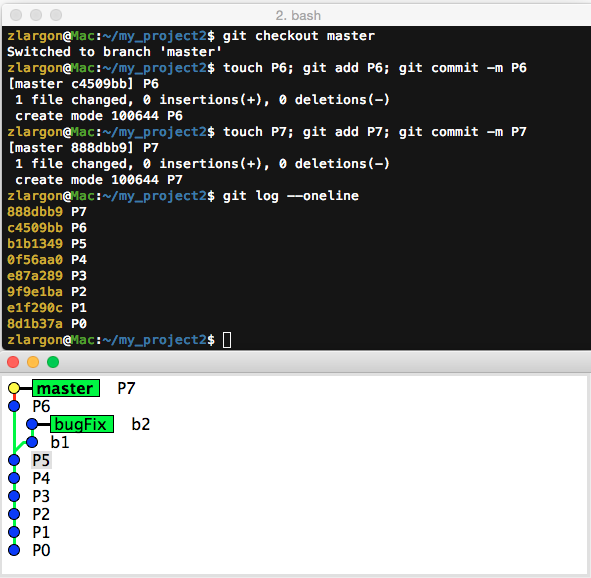 2. bash
zlargon@Mac:~/my_project2$ git checkout master
Switched to branch 'master'
zlargon@Mac:~/my_project2$ touch P6; git add P6; git commit -m P6
[master c4509bb] P6
 1 file changed, 0 insertions(+), 0 deletions(-)
 create mode 100644 P6
zlargon@Mac:~/my_project2$ touch P7; git add P7; git commit -m P7
[master 888dbb9] P7
 1 file changed, 0 insertions(+), 0 deletions(-)
 create mode 100644 P7
zlargon@Mac:~/my_project2$ git log --oneline
888dbb9 P7
c4509bb P6
b1b1349 P5
0f56aa0 P4
e87a289 P3
9f9e1ba P2
e1f290c P1
8d1b37a P0
zlargon@Mac:~/my_project2$
master P7
P6
bugFix b2
b1
P5
P4
P3
P2
P1
P0